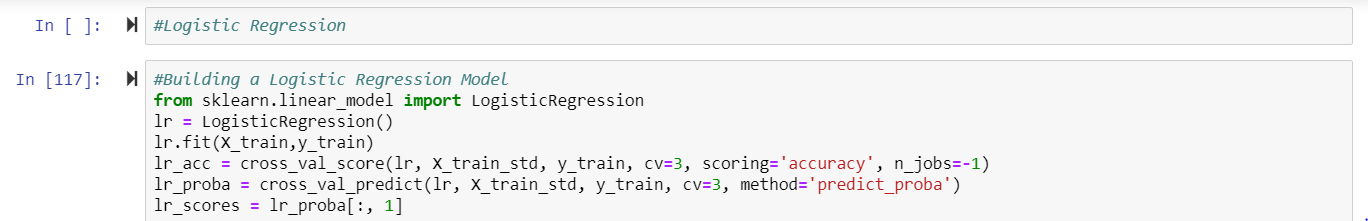 In [ ]: #Logistic Regression
In [117]: #Building a Logistic Regression Model
from sklearn.linear_model import LogisticRegression
lr = LogisticRegression()
lr.fit(X_train,y_train)
lr_acc = cross_val_score(lr, X_train_std, y_train, cv=3, scoring='accuracy', n_jobs=-1)
lr_proba = cross_val_predict(lr, X_train_std, y_train, cv=3, method='predict_proba')
lr_scores = lr_proba[:, 1]